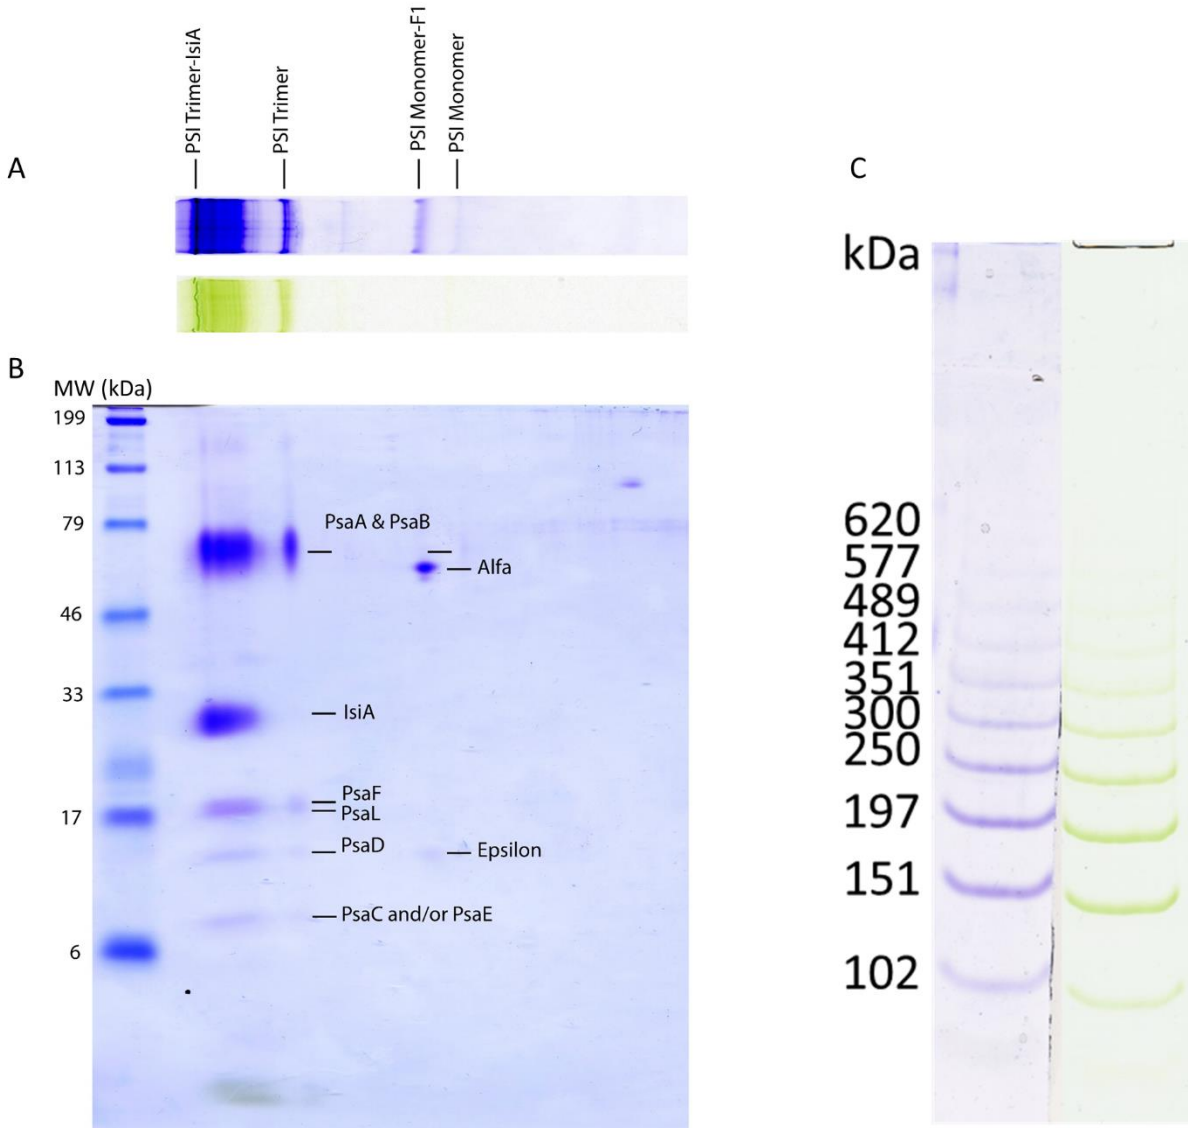 PSI Trimer-IsiA
PSI Trimer
PSI Monomer-F1
PSI Monomer
A
B
MW (kDa)
199
113
79
46
33
17
6
PsaA & PsaB
Alfa
IsiA
PsaF
PsaL
PsaD
Epsilon
PsaC and/or PsaE
C
kDa
620
577
489
412
351
300
250
197
151
102